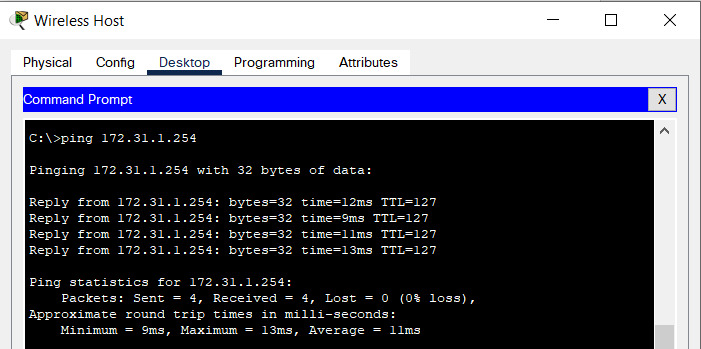 Wireless Host
Physical Config Desktop Programming Attributes
Command Prompt X
C:\>ping 172.31.1.254
Pinging 172.31.1.254 with 32 bytes of data:
Reply from 172.31.1.254: bytes=32 time=12ms TTL=127
Reply from 172.31.1.254: bytes=32 time=9ms TTL=127
Reply from 172.31.1.254: bytes=32 time=11ms TTL=127
Reply from 172.31.1.254: bytes=32 time=13ms TTL=127
Ping statistics for 172.31.1.254:
    Packets: Sent = 4, Received = 4, Lost = 0 (0% loss),
Approximate round trip times in milli-seconds:
    Minimum = 9ms, Maximum = 13ms, Average = 11ms